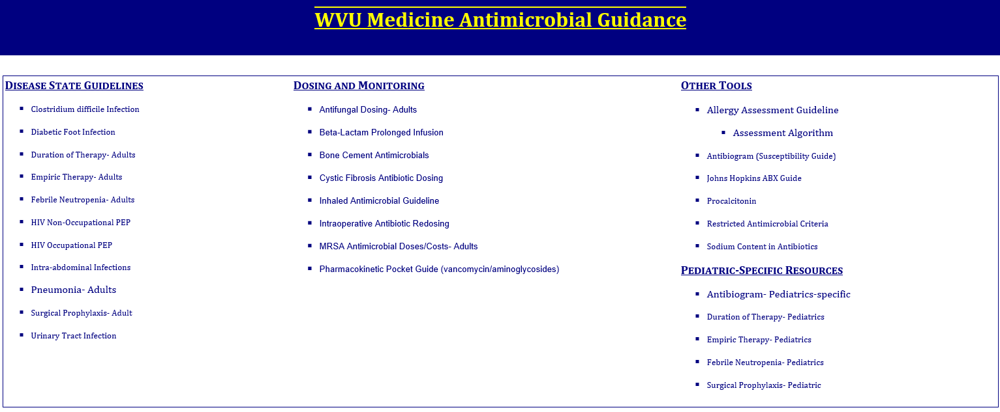 WVU Medicine Antimicrobial Guidance
DISEASE STATE GUIDELINES
Clostridium difficile Infection
Diabetic Foot Infection
Duration of Therapy- Adults
Empiric Therapy- Adults
Febrile Neutropenia- Adults
HIV Non-Occupational PEP
HIV Occupational PEP
Intra-abdominal Infections
Pneumonia- Adults
Surgical Prophylaxis- Adult
Urinary Tract Infection
DOSING AND MONITORING
Antifungal Dosing- Adults
Beta-Lactam Prolonged Infusion
Bone Cement Antimicrobials
Cystic Fibrosis Antibiotic Dosing
Inhaled Antimicrobial Guideline
Intraoperative Antibiotic Redosing
MRSA Antimicrobial Doses/Costs- Adults
Pharmacokinetic Pocket Guide (vancomycin/aminoglycosides)
OTHER TOOLS
Allergy Assessment Guideline
Assessment Algorithm
Antibiogram (Susceptibility Guide)
Johns Hopkins ABX Guide
Procalcitonin
Restricted Antimicrobial Criteria
Sodium Content in Antibiotics
PEDIATRIC-SPECIFIC RESOURCES
Antibiogram- Pediatrics-specific
Duration of Therapy- Pediatrics
Empiric Therapy- Pediatrics
Febrile Neutropenia- Pediatrics
Surgical Prophylaxis- Pediatric